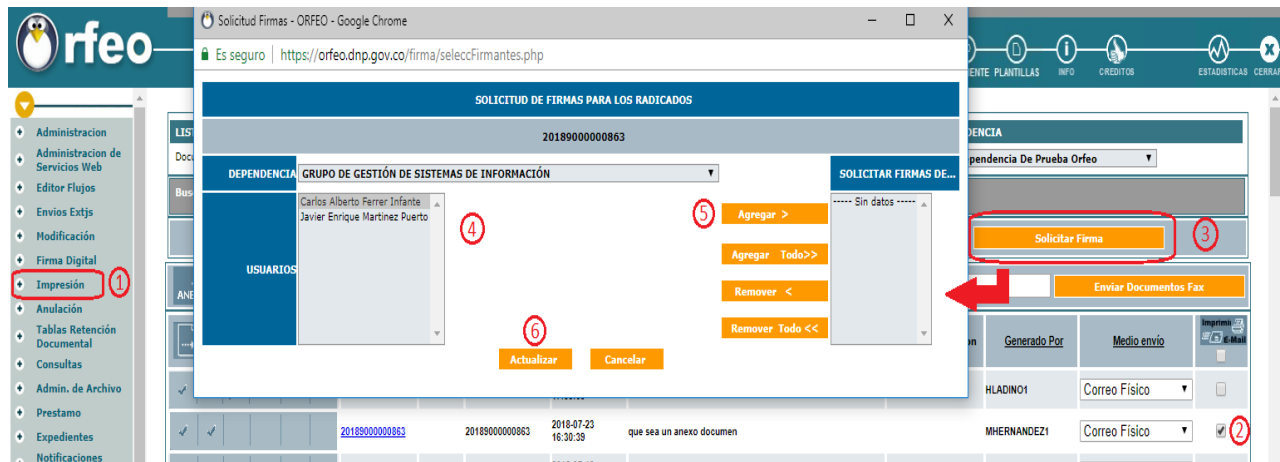 Orfeo
Solicitud Firmas - ORFEO - Google Chrome
Es seguro | https://orfeo.dnp.gov.co/firma/seleccFirmantes.php
PLANTILLAS
INFO
CREDITOS
ESTADISTICAS
SOLICITUD DE FIRMAS PARA LOS RADICADOS
20189000000863
DEPENDENCIA
GRUPO DE GESTIÓN DE SISTEMAS DE INFORMACIÓN
SOLICITAR FIRMAS DE...
USUARIOS
Carlos Alberto Ferrer Infante
Javier Enrique Martinez Puerto
4
5
Agregar >
Agregar Todo>>
Remover <
Remover Todo <<
----- Sin datos -----
6
Actualizar
Cancelar
Administracion
Administracion de
Servicios Web
Editor Flujos
Envios Extjs
Modificación
Firma Digital
Impresión
1
Anulación
Tablas Retención
Documental
Consultas
Admin. de Archivo
Prestamo
Expedientes
Notificaciones
De Prueba Orfeo
Solicitar Firma
3
Enviar Documentos Fax
Generado Por
Medio envío
Imprimir
E-Mail
HLADINO1
Correo Físico
20189000000863
20189000000863
2018-07-23
16:30:39
que sea un anexo documen
MHERNANDEZ1
Correo Físico
2